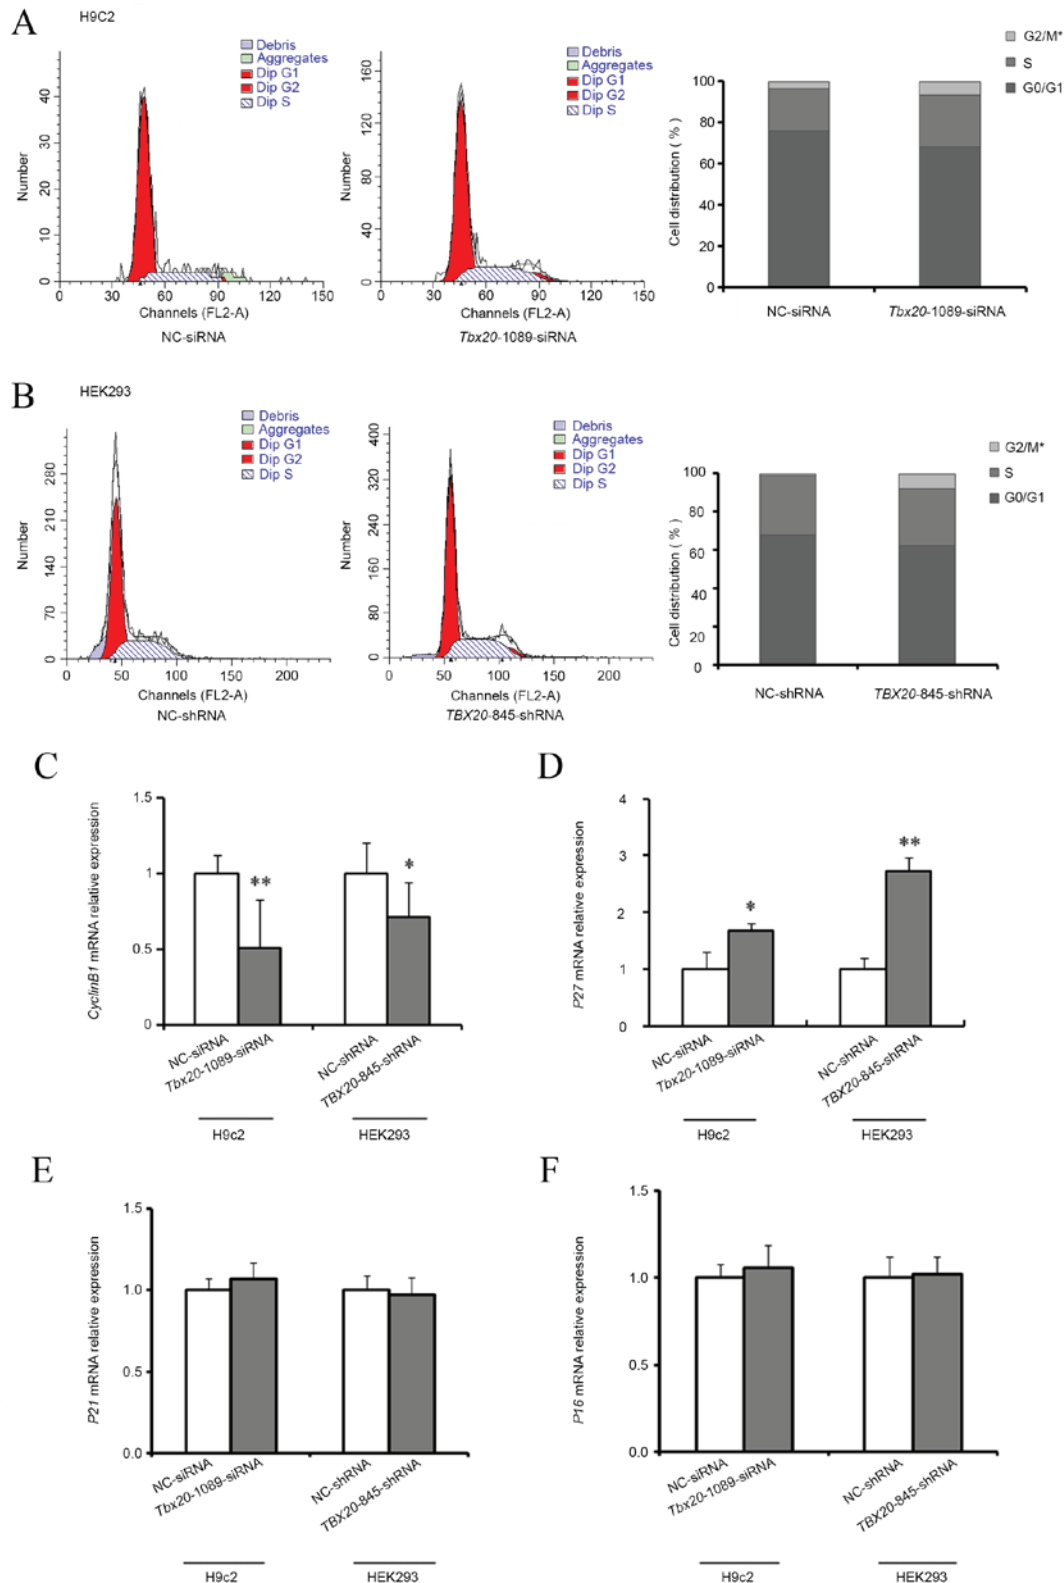 A
H9C2
Debris
Aggregates
Dip G1
Dip G2
Dip S
Number
40
30
20
10
0
0 30 60 90 120 150
Channels (FL2-A)
NC-siRNA
Debris
Aggregates
Dip G1
Dip G2
Dip S
Number
160
120
80
40
0
0 30 60 90 120 150
Channels (FL2-A)
Tbx20-1089-siRNA
G2/M*
S
G0/G1
Cell distribution ( % )
100
80
60
40
20
0
NC-siRNA Tbx20-1089-siRNA
B
HEK293
Debris
Aggregates
Dip G1
Dip G2
Dip S
Number
280
210
140
70
0
0 50 100 150 200
Channels (FL2-A)
NC-shRNA
Debris
Aggregates
Dip G1
Dip G2
Dip S
Number
400
320
240
160
80
0
0 50 100 150 200
Channels (FL2-A)
TBX20-845-shRNA
G2/M*
S
G0/G1
Cell distribution ( % )
100
80
60
40
20
0
NC-shRNA TBX20-845-shRNA
C
CyclinB1 mRNA relative expression
1.5
1
0.5
0
** *
NC-siRNA
Tbx20-1089-siRNA
NC-shRNA
TBX20-845-shRNA
H9c2 HEK293
D
P27 mRNA relative expression
4
3
2
1
0
* **
NC-siRNA
Tbx20-1089-siRNA
NC-shRNA
TBX20-845-shRNA
H9c2 HEK293
E
P21 mRNA relative expression
1.5
1.0
0.5
0.0
NC-siRNA
Tbx20-1089-siRNA
NC-shRNA
TBX20-845-shRNA
H9c2 HEK293
F
P16 mRNA relative expression
1.5
1.0
0.5
0.0
NC-siRNA
Tbx20-1089-siRNA
NC-shRNA
TBX20-845-shRNA
H9c2 HEK293